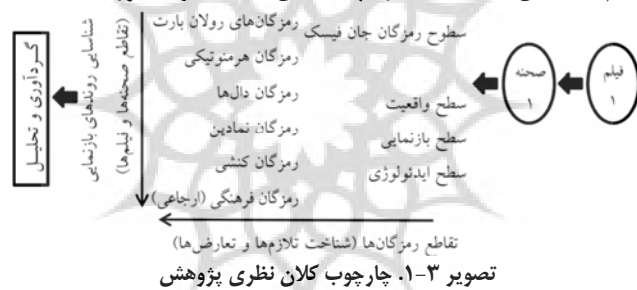 فیلم
۱
صحنه
۱
سطوح رمزگان جان فیسک
سطح واقعیت
سطح بازنمایی
سطح ایدئولوژی
رمزگان‌های رولان بارت
رمزگان هرمنوتیکی
رمزگان دال‌ها
رمزگان نمادین
رمزگان کنشی
رمزگان فرهنگی (ارجاعی)
شناسایی روندهای بازنمایی
(تقاطع صحنه‌ها و فیلم‌ها)
گردآوری و تحلیل
تقاطع رمزگان‌ها (شناخت تلازم‌ها و تعارض‌ها)
تصویر ۳-۱. چارچوب کلان نظری پژوهش